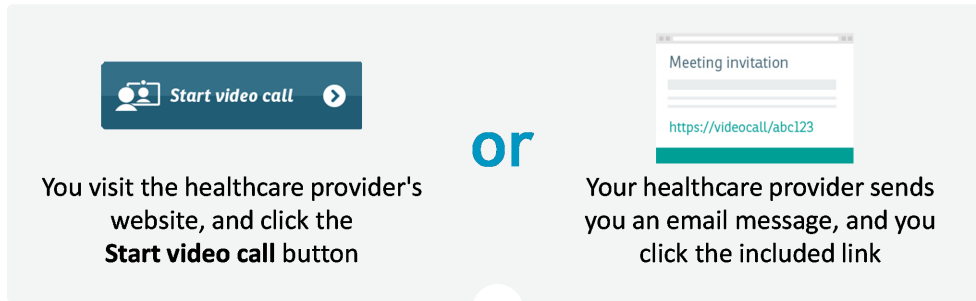 Start video call
You visit the healthcare provider's
website, and click the
Start video call button
or
Meeting invitation
https://videocall/abc123
Your healthcare provider sends
you an email message, and you
click the included link